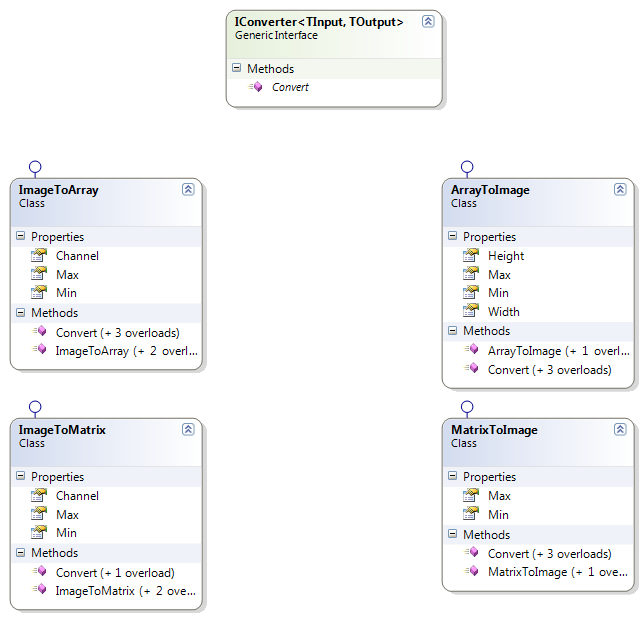 IConverter<TInput, TOutput>
GenericInterface
Methods
Convert
ImageToArray
Class
Properties
Channel
Max
Min
Methods
Convert (+ 3 overloads)
ImageToArray (+ 2 overl...
ArrayToImage
Class
Properties
Height
Max
Min
Width
Methods
ArrayToImage (+ 1 overl...
Convert (+ 3 overloads)
ImageToMatrix
Class
Properties
Channel
Max
Min
Methods
Convert (+ 1 overload)
ImageToMatrix (+ 2 ove...
MatrixToImage
Class
Properties
Max
Min
Methods
Convert (+ 3 overloads)
MatrixToImage (+ 1 ove...